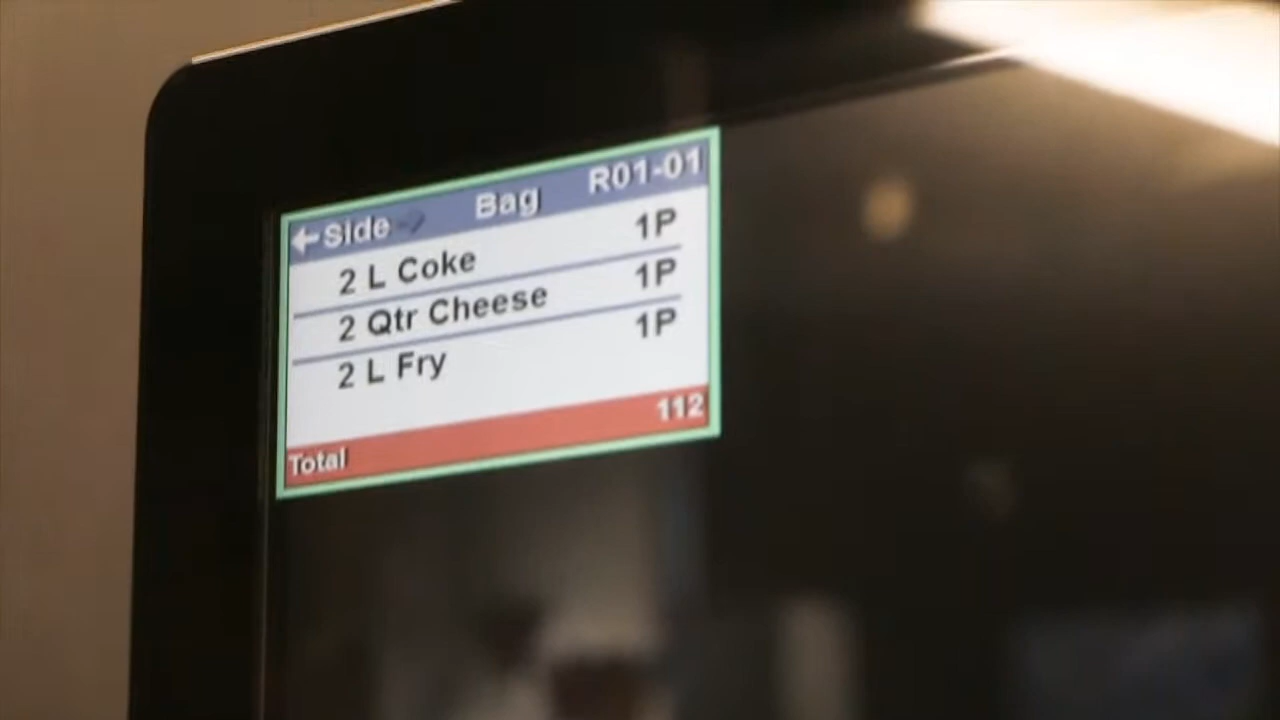 ←Side Bag R01-01
2 L Coke 1P
2 Qtr Cheese 1P
2 L Fry 1P
Total 112